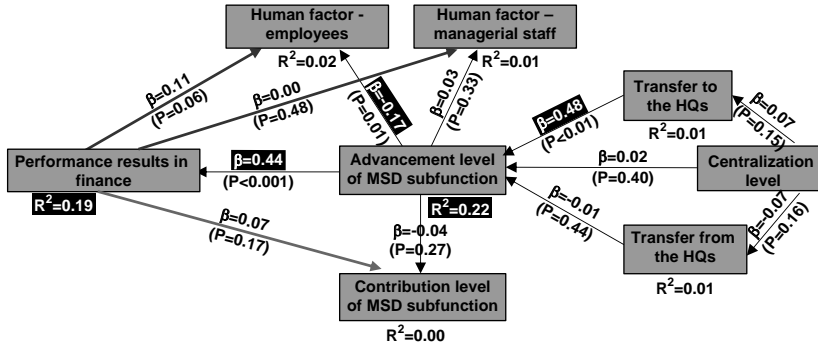 Human factor -
employees
R²=0.02
Human factor –
managerial staff
R²=0.01
β=0.11
(P=0.06)
β=0.00
(P=0.48)
β=-0.17
(P=0.01)
β=0.03
(P=0.33)
β=0.48
(P<0.01)
Transfer to
the HQs
R²=0.01
β=0.07
(P=0.15)
Performance results in
finance
R²=0.19
β=0.44
(P<0.001)
Advancement level
of MSD subfunction
R²=0.22
β=0.02
(P=0.40)
Centralization
level
β=0.07
(P=0.17)
β=-0.04
(P=0.27)
β=-0.01
(P=0.44)
Transfer from
the HQs
R²=0.01
β=-0.07
(P=0.16)
Contribution level
of MSD subfunction
R²=0.00